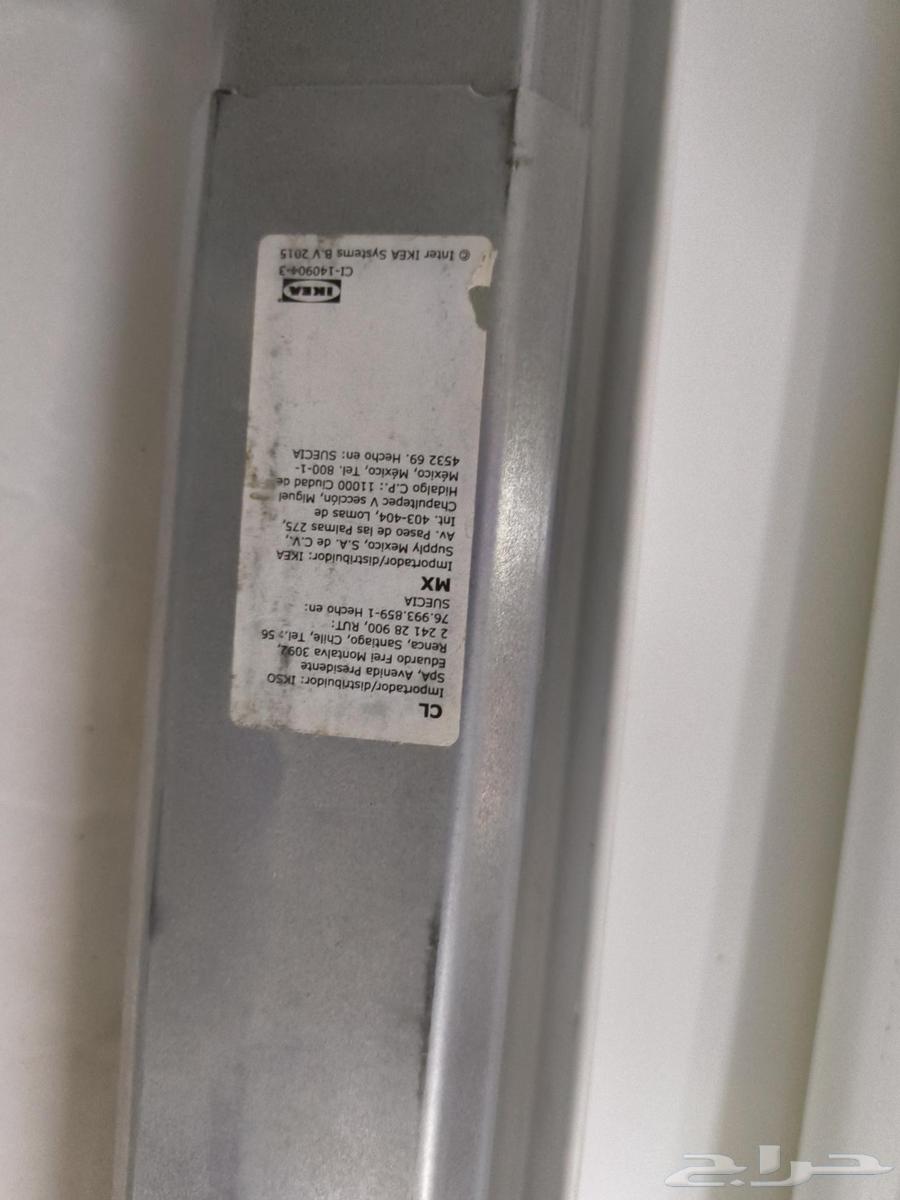 CL
Importador/distribuidor: IKSO
SpA, Avenida Presidente
Eduardo Frei Montalva 3092,
Renca, Santiago, Chile, Tel.: 56
2 241 28 900, RUT:
76.993.859-1 Hecho en:
SUECIA
MX
Importador/distribuidor: IKEA
Supply Mexico, S.A. de C.V.,
Av. Paseo de las Palmas 275,
Int. 403-404, Lomas de
Chapultepec V sección, Miguel
Hidalgo C.P.: 11000 Ciudad de
México, México, Tel. 800-1-
4532 69. Hecho en: SUECIA
IKEA
CI-140904-3
© Inter IKEA Systems B.V 2015
حراج